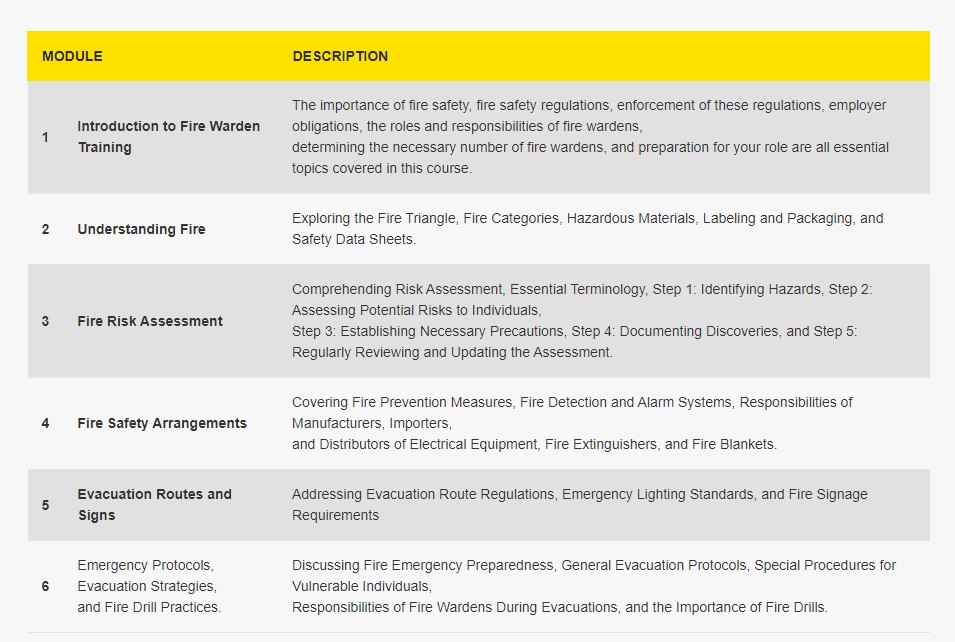 MODULE DESCRIPTION
1 Introduction to Fire Warden Training
The importance of fire safety, fire safety regulations, enforcement of these regulations, employer
obligations, the roles and responsibilities of fire wardens,
determining the necessary number of fire wardens, and preparation for your role are all essential
topics covered in this course.
2 Understanding Fire
Exploring the Fire Triangle, Fire Categories, Hazardous Materials, Labeling and Packaging, and
Safety Data Sheets.
3 Fire Risk Assessment
Comprehending Risk Assessment, Essential Terminology, Step 1: Identifying Hazards, Step 2:
Assessing Potential Risks to Individuals,
Step 3: Establishing Necessary Precautions, Step 4: Documenting Discoveries, and Step 5:
Regularly Reviewing and Updating the Assessment.
4 Fire Safety Arrangements
Covering Fire Prevention Measures, Fire Detection and Alarm Systems, Responsibilities of
Manufacturers, Importers,
and Distributors of Electrical Equipment, Fire Extinguishers, and Fire Blankets.
5 Evacuation Routes and
Signs
Addressing Evacuation Route Regulations, Emergency Lighting Standards, and Fire Signage
Requirements
6 Emergency Protocols,
Evacuation Strategies,
and Fire Drill Practices.
Discussing Fire Emergency Preparedness, General Evacuation Protocols, Special Procedures for
Vulnerable Individuals,
Responsibilities of Fire Wardens During Evacuations, and the Importance of Fire Drills.